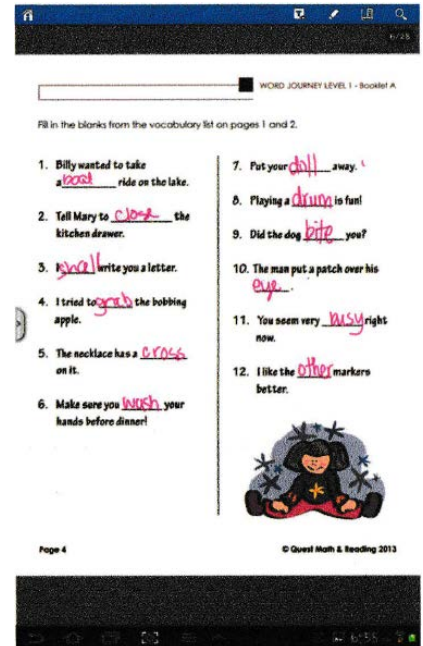 6/28
WORD JOURNEY LEVEL 1 - Booklet A
Fill in the blanks from the vocabulary list on pages 1 and 2.
1. Billy wanted to take
a boat ride on the lake.
2. Tell Mary to close the
kitchen drawer.
3. I shall write you a letter.
4. I tried to grab the bobbing
apple.
5. The necklace has a cross
on it.
6. Make sure you wash your
hands before dinner!
7. Put your doll away.
8. Playing a drum is fun!
9. Did the dog bite you?
10. The man put a patch over his
eye.
11. You seem very busy right
now.
12. I like the other markers
better.
Page 4
© Quest Math & Reading 2013
6:55